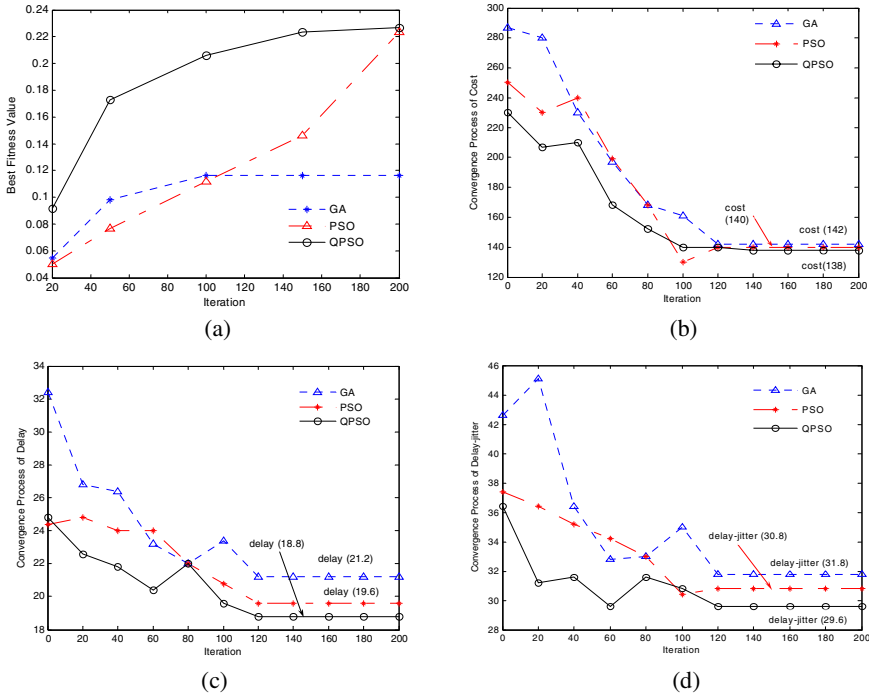 0.24
0.22
0.2
0.16
0.12
0.08
0.06
0.04
Best Fitness Value
GA
PSO
QPSO
20 40 60 80 100 120 140 160 180 200
Iteration
(a)
300
280
260
240
220
200
180
160
140
120
Convergence Process of Cost
GA
PSO
QPSO
cost
(140)
cost (142)
cost(138)
0 20 40 60 80 100 120 140 160 180 200
Iteration
(b)
34
32
30
28
26
24
22
20
18
Convergence Process of Delay
GA
PSO
QPSO
delay (18.8)
delay (21.2)
delay (19.6)
0 20 40 60 80 100 120 140 160 180 200
Iteration
(c)
46
44
42
40
38
36
34
32
30
28
Convergence Process of Delay-jitter
GA
PSO
QPSO
delay-jitter (30.8)
delay-jitter (31.8)
delay-jitter (29.6)
0 20 40 60 80 100 120 140 160 180 200
Iteration
(d)